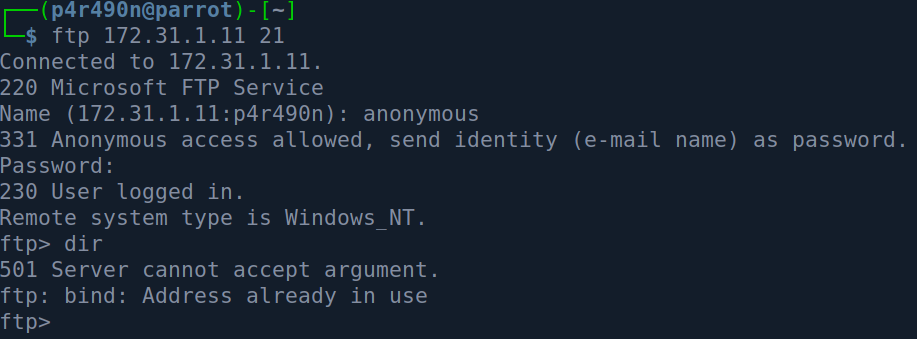 ┌──(p4r490n@parrot)-[~]
└─$ ftp 172.31.1.11 21
Connected to 172.31.1.11.
220 Microsoft FTP Service
Name (172.31.1.11:p4r490n): anonymous
331 Anonymous access allowed, send identity (e-mail name) as password.
Password:
230 User logged in.
Remote system type is Windows_NT.
ftp> dir
501 Server cannot accept argument.
ftp: bind: Address already in use
ftp>